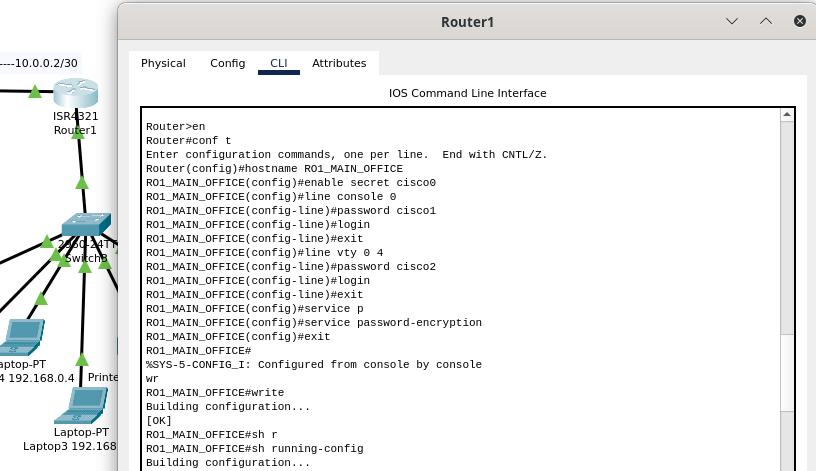 Router1
----10.0.0.2/30
Physical Config CLI Attributes
IOS Command Line Interface
ISR4321
Router1
Router>en
Router#conf t
Enter configuration commands, one per line.  End with CNTL/Z.
Router(config)#hostname RO1_MAIN_OFFICE
RO1_MAIN_OFFICE(config)#enable secret cisco0
RO1_MAIN_OFFICE(config)#line console 0
RO1_MAIN_OFFICE(config-line)#password cisco1
RO1_MAIN_OFFICE(config-line)#login
RO1_MAIN_OFFICE(config-line)#exit
RO1_MAIN_OFFICE(config)#line vty 0 4
RO1_MAIN_OFFICE(config-line)#password cisco2
RO1_MAIN_OFFICE(config-line)#login
RO1_MAIN_OFFICE(config-line)#exit
RO1_MAIN_OFFICE(config)#service p
RO1_MAIN_OFFICE(config)#service password-encryption
RO1_MAIN_OFFICE(config)#exit
RO1_MAIN_OFFICE#
%SYS-5-CONFIG_I: Configured from console by console
wr
RO1_MAIN_OFFICE#write
Building configuration...
[OK]
RO1_MAIN_OFFICE#sh r
RO1_MAIN_OFFICE#sh running-config
Building configuration...
2960-24TT
Switch3
aptop-PT
4 192.168.0.4
Printe
Laptop-PT
Laptop3 192.168